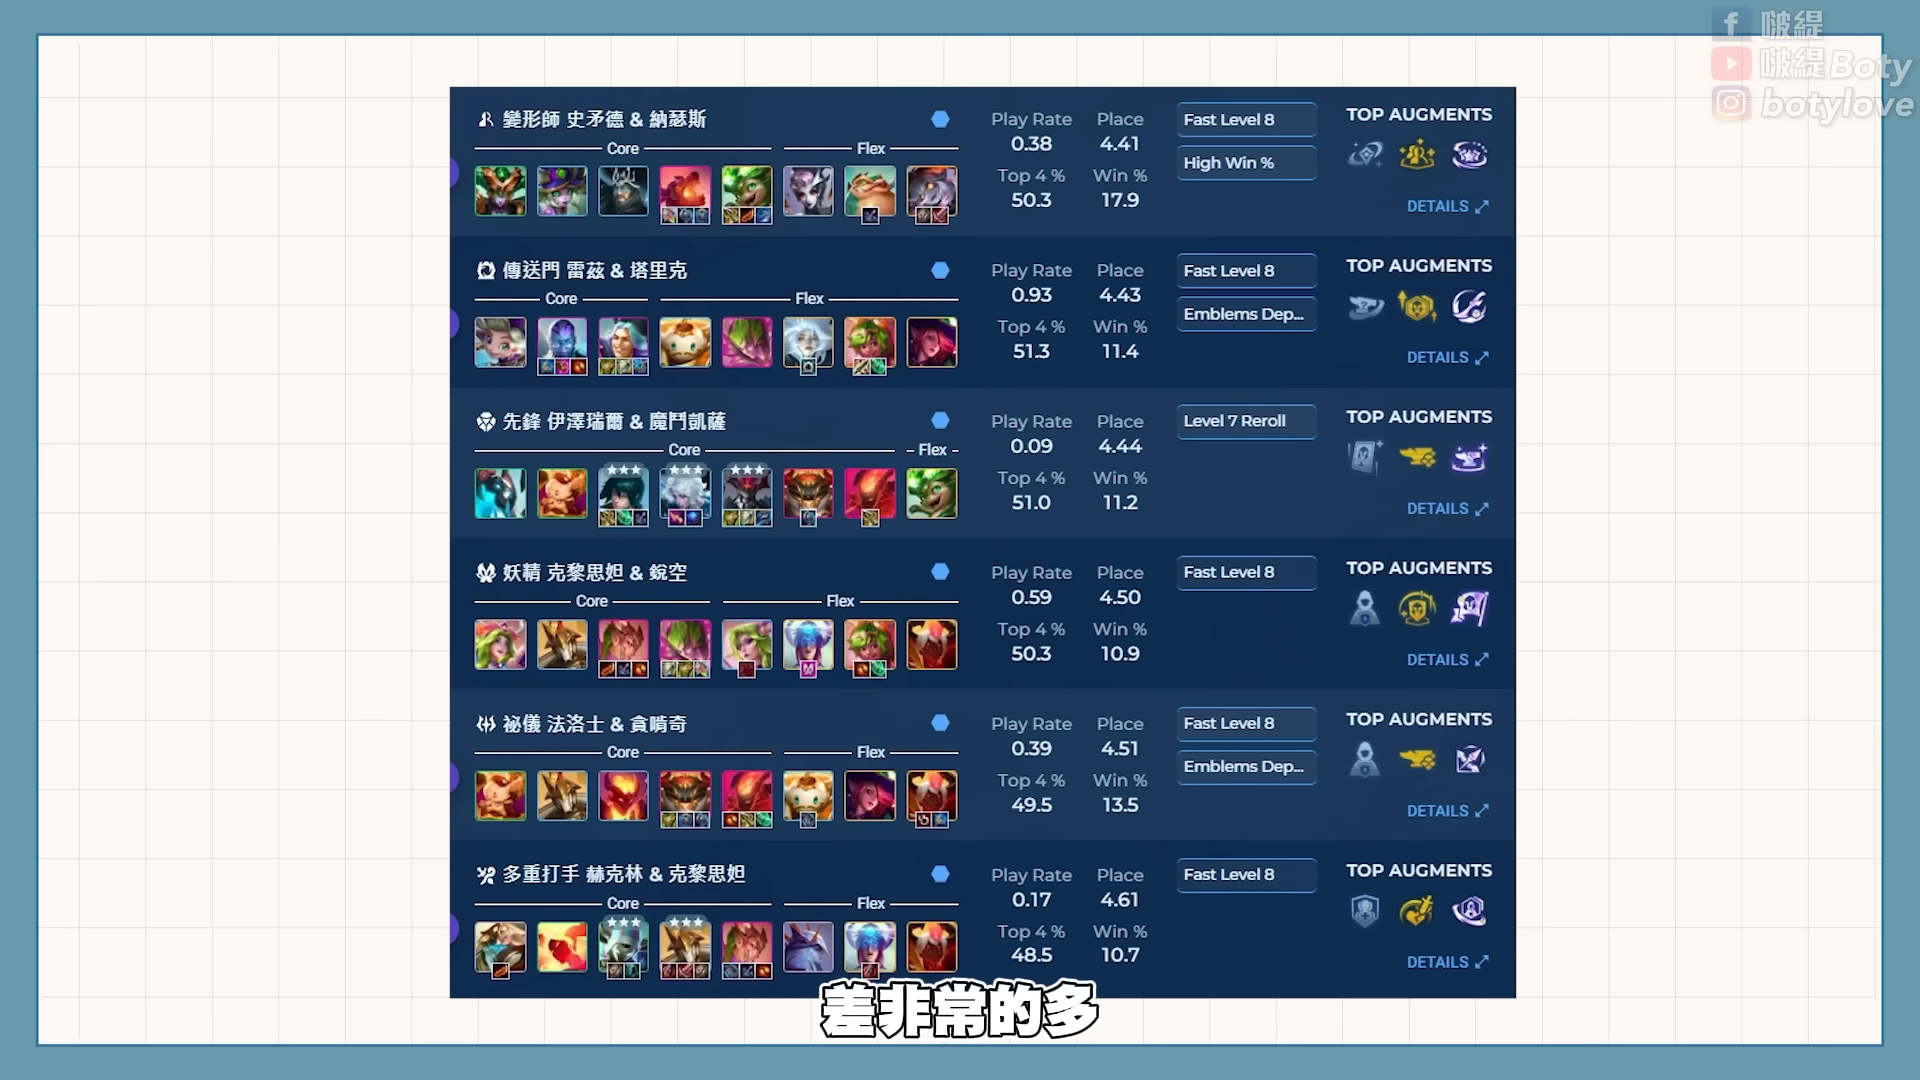 啵緹
啵緹Boty
botylove
變形師 史矛德 & 納瑟斯
Core
Flex
Play Rate
0.38
Place
4.41
Top 4 %
50.3
Win %
17.9
Fast Level 8
High Win %
TOP AUGMENTS
DETAILS
傳送門 雷茲 & 塔里克
Core
Flex
Play Rate
0.93
Place
4.43
Top 4 %
51.3
Win %
11.4
Fast Level 8
Emblems Dep...
TOP AUGMENTS
DETAILS
先鋒 伊澤瑞爾 & 魔鬥凱薩
Core
Flex
Play Rate
0.09
Place
4.44
Top 4 %
51.0
Win %
11.2
Level 7 Reroll
TOP AUGMENTS
DETAILS
妖精 克黎思妲 & 銳空
Core
Flex
Play Rate
0.59
Place
4.50
Top 4 %
50.3
Win %
10.9
Fast Level 8
TOP AUGMENTS
DETAILS
祕儀 法洛士 & 貪啃奇
Core
Flex
Play Rate
0.39
Place
4.51
Top 4 %
49.5
Win %
13.5
Fast Level 8
Emblems Dep...
TOP AUGMENTS
DETAILS
多重打手 赫克林 & 克黎思妲
Core
Flex
Play Rate
0.17
Place
4.61
Top 4 %
48.5
Win %
10.7
Fast Level 8
TOP AUGMENTS
DETAILS
差非常的多